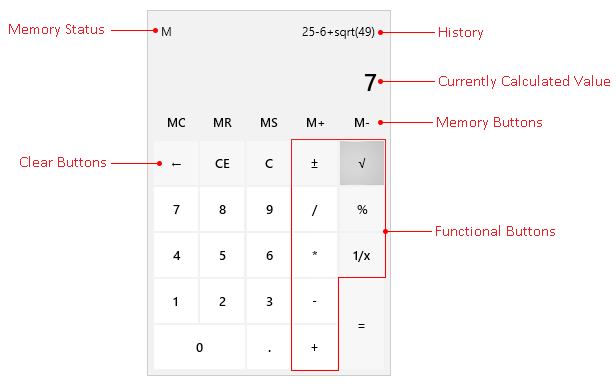 Memory Status
M
25-6+sqrt(49)
History
7
Currently Calculated Value
MC MR MS M+ M-
Memory Buttons
Clear Buttons
← CE C ± √
7 8 9 / %
Functional Buttons
4 5 6 * 1/x
1 2 3 -
=
0 . +